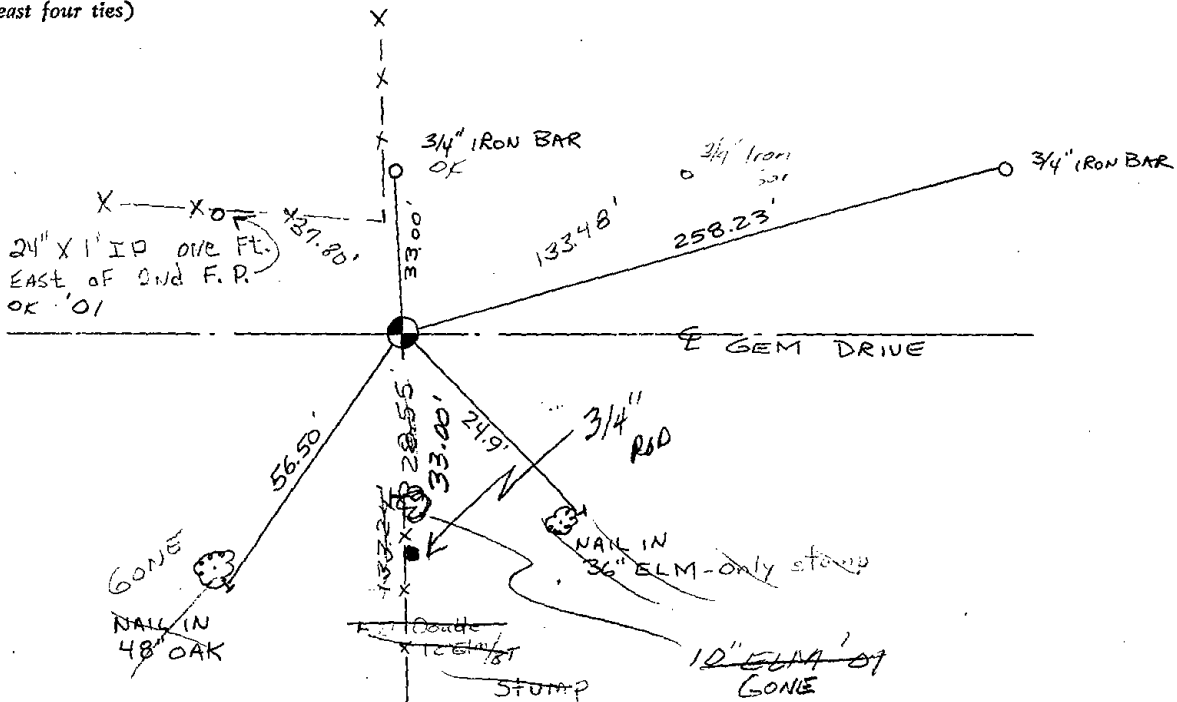 east four ties)
3/4" IRON BAR
OK
3/4" Iron
3/4" IRON BAR
37.80'
33.00'
133.48'
258.23'
24" X 1' IP one Ft.
EAST OF 2nd F.P.
OK '01
℄ GEM DRIVE
56.50'
28.55
33.00'
24.9'
3/4"
ROD
GONE
NAIL IN
48" OAK
NAIL IN
36" ELM-Only stump
Double
STUMP
10" ELM '01
GONE